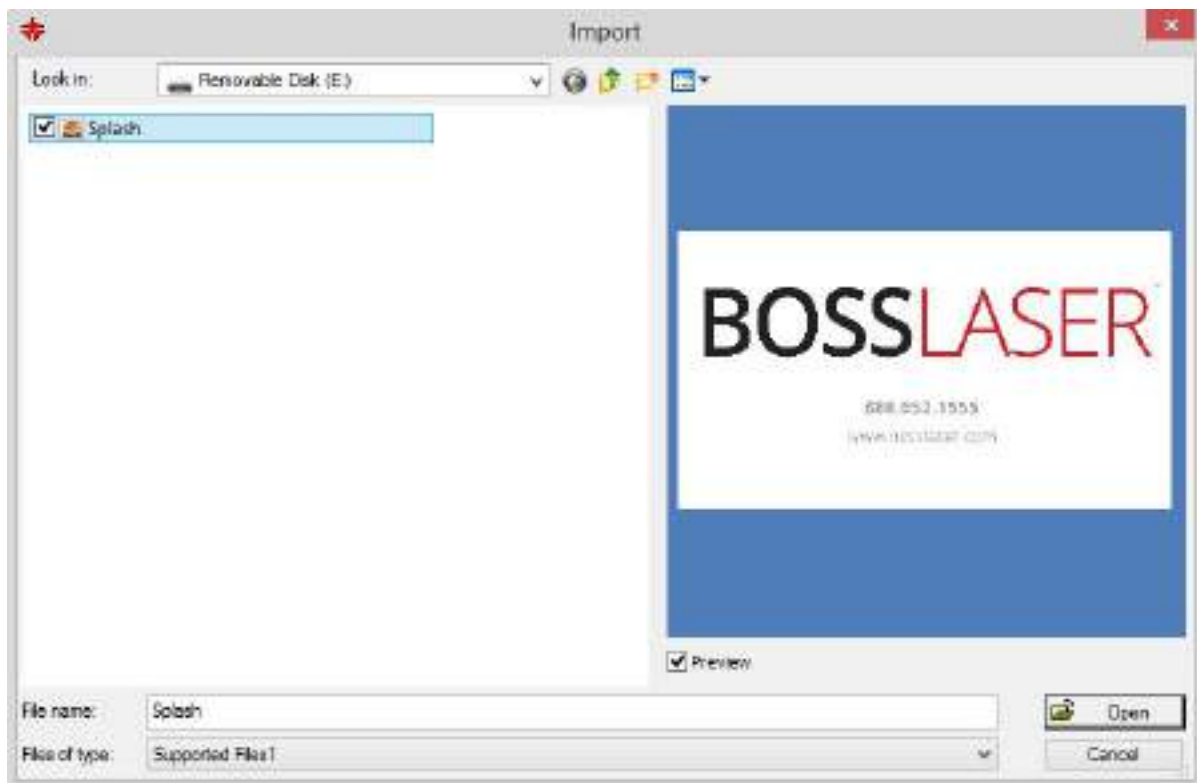 Import
Look in: Removable Disk (E:)
Splash
BOSSLASER
Preview
File name: Splash Open
Files of type: Supported Files1 Cancel